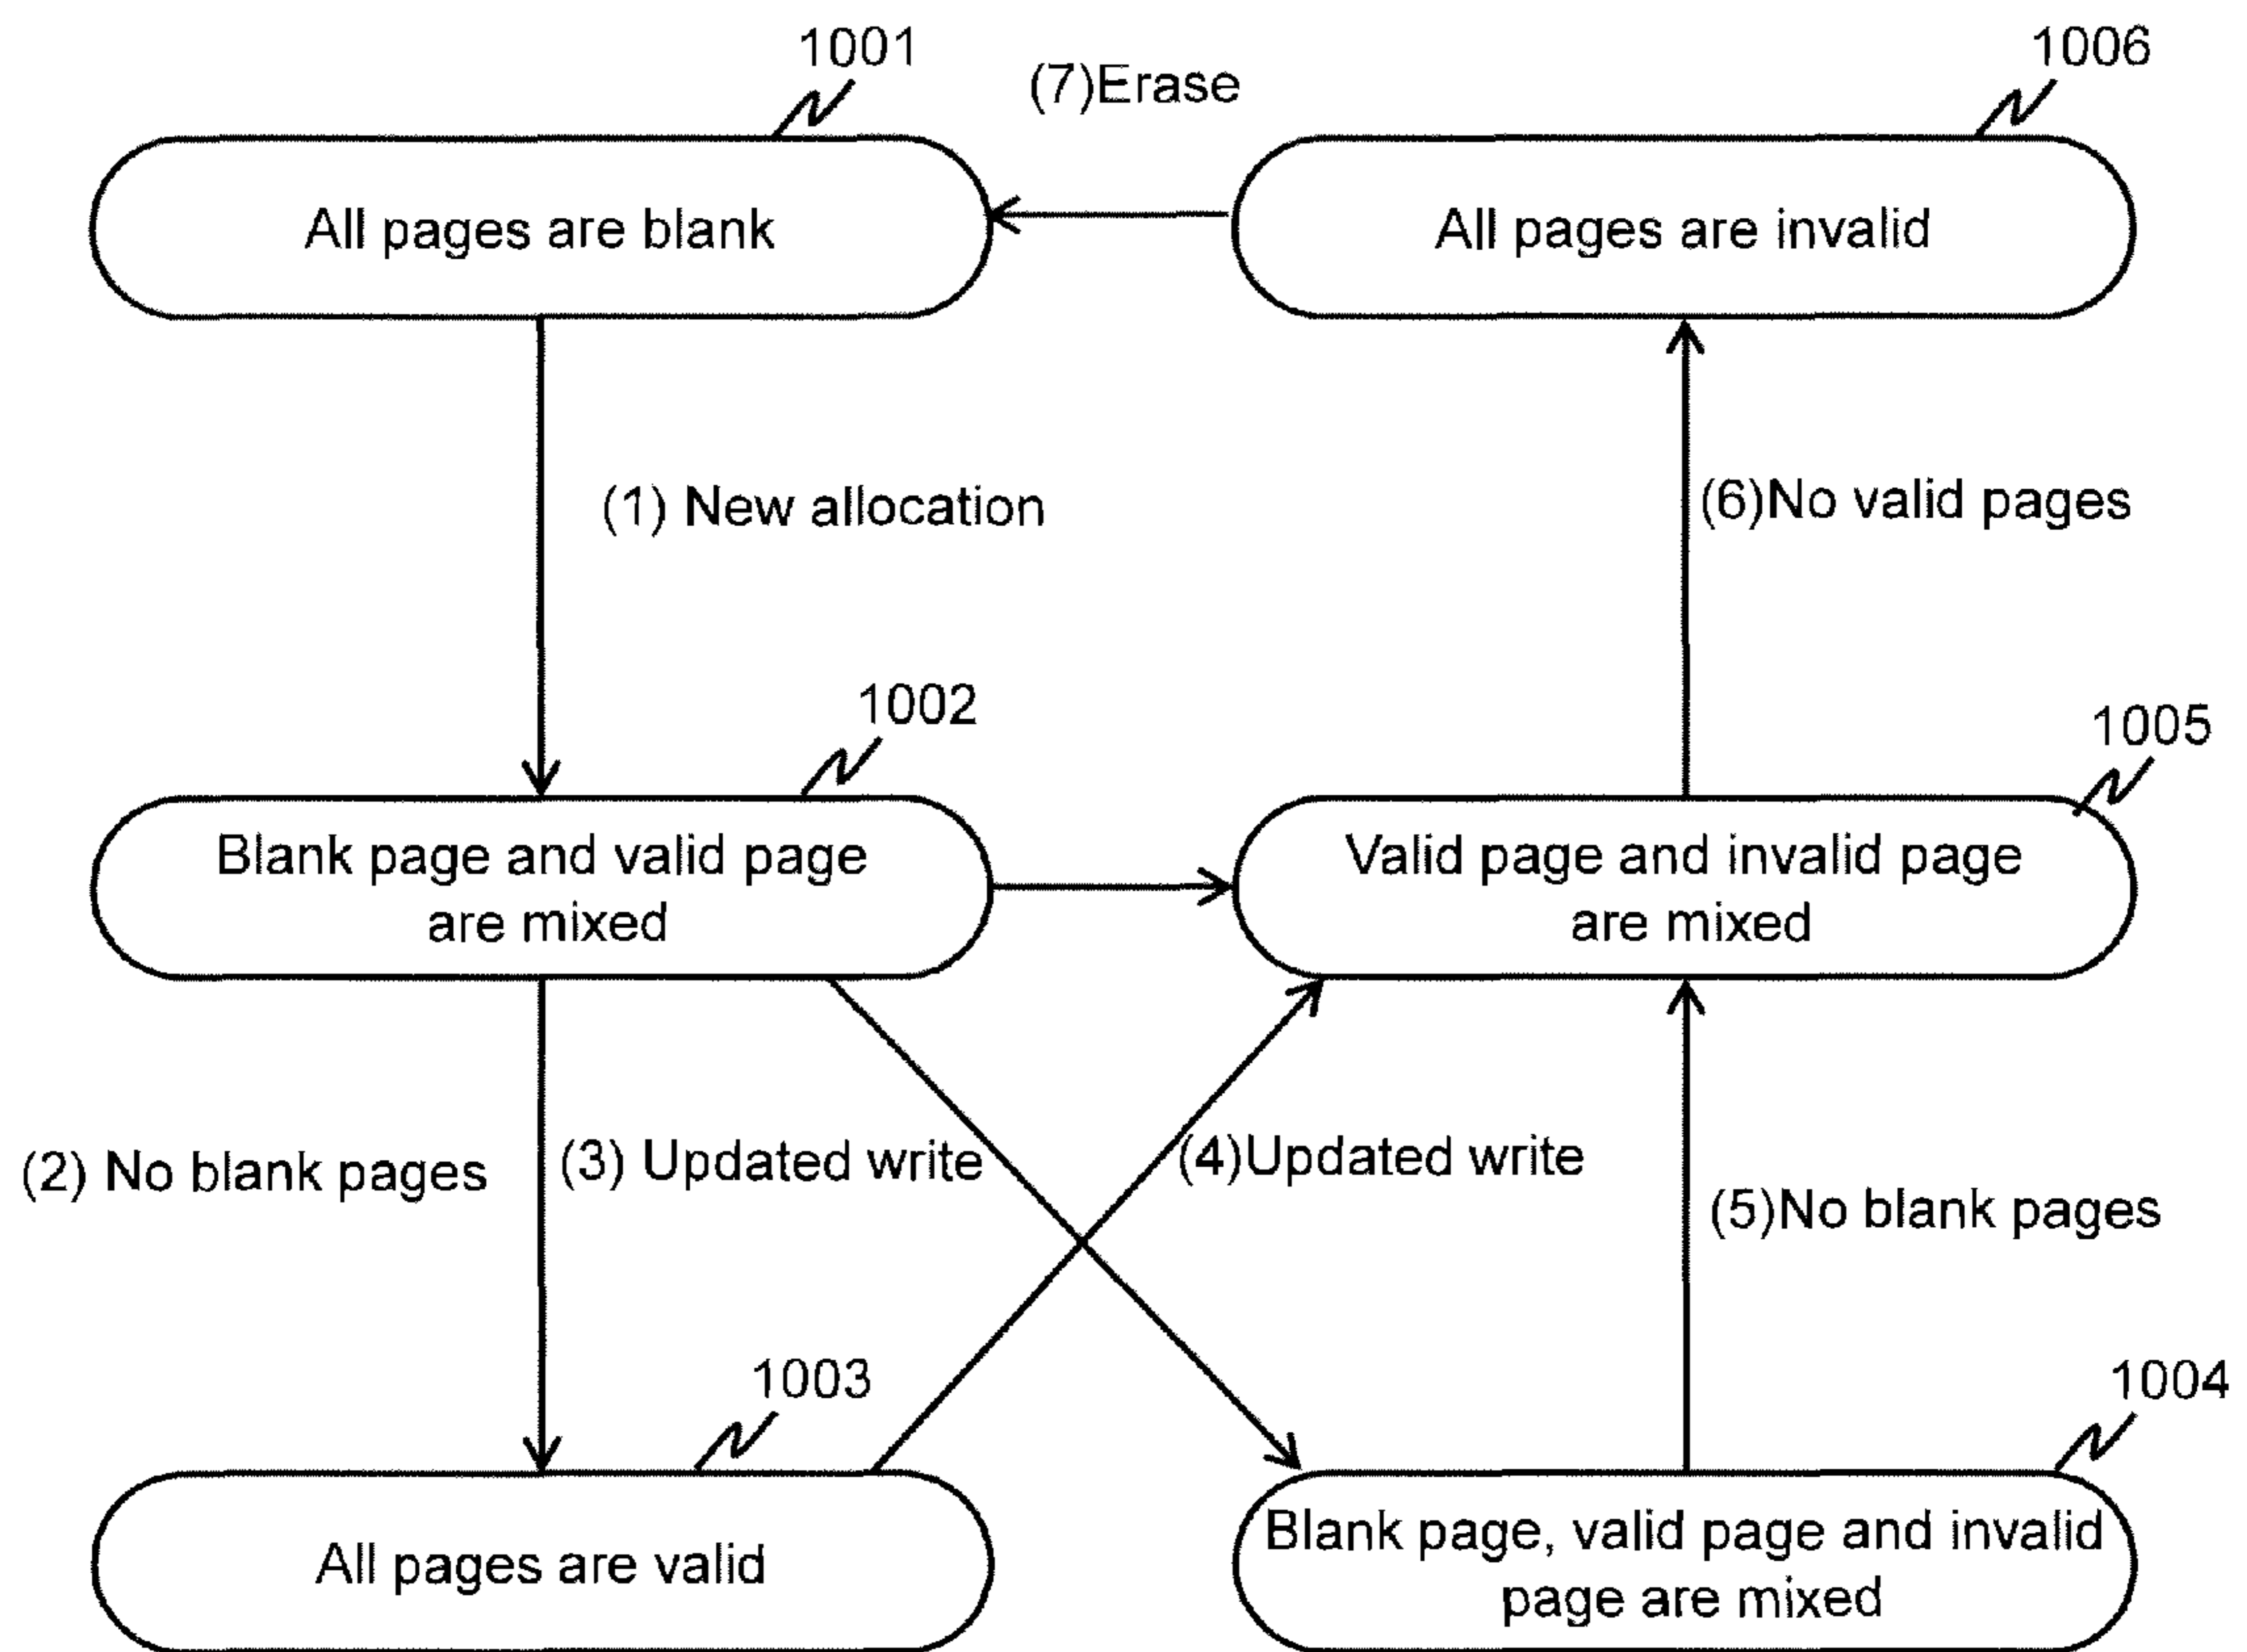 1001
(7)Erase
1006
All pages are blank
All pages are invalid
(1) New allocation
(6)No valid pages
1002
1005
Blank page and valid page
are mixed
Valid page and invalid page
are mixed
(2) No blank pages
(3) Updated write
(4)Updated write
(5)No blank pages
1003
1004
All pages are valid
Blank page, valid page and invalid
page are mixed